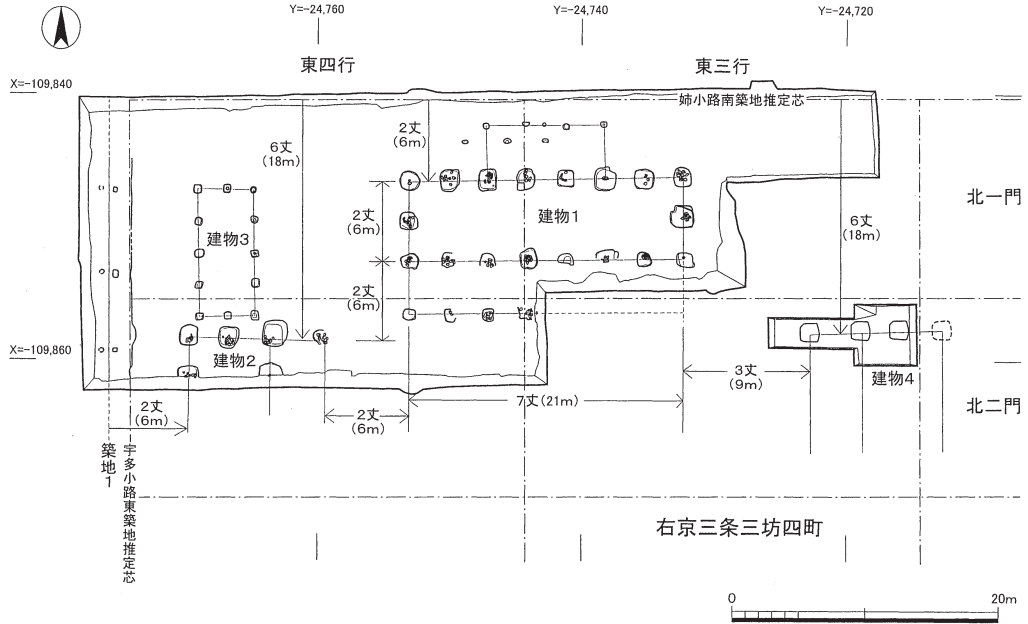 Y=-24,760
Y=-24,740
Y=-24,720
東四行
東三行
X=-109,840
姉小路南築地推定芯
2丈
(6m)
6丈
(18m)
北一門
2丈
(6m)
建物1
6丈
(18m)
建物3
2丈
(6m)
X=-109,860
建物2
3丈
(9m)
建物4
2丈
(6m)
2丈
(6m)
7丈(21m)
北二門
築地1
宇多小路東築地推定芯
右京三条三坊四町
0
20m